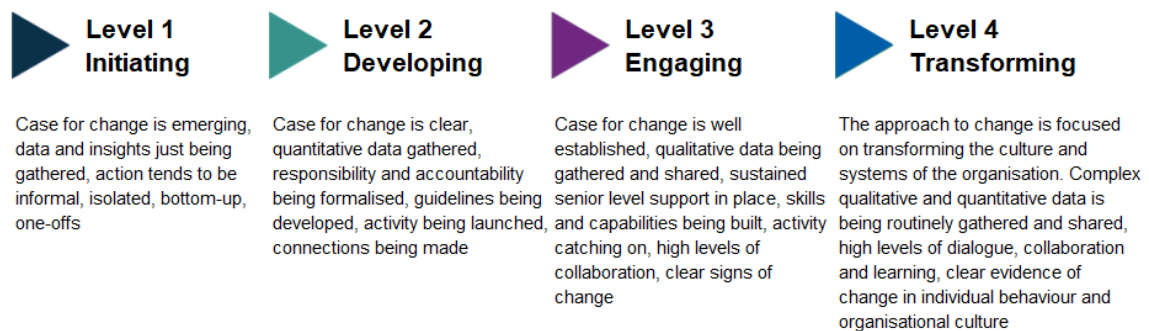 Level 1
Initiating
Case for change is emerging,
data and insights just being
gathered, action tends to be
informal, isolated, bottom-up,
one-offs
Level 2
Developing
Case for change is clear,
quantitative data gathered,
responsibility and accountability
being formalised, guidelines being
developed, activity being launched,
connections being made
Level 3
Engaging
Case for change is well
established, qualitative data being
gathered and shared, sustained
senior level support in place, skills
and capabilities being built, activity
catching on, high levels of
collaboration, clear signs of
change
Level 4
Transforming
The approach to change is focused
on transforming the culture and
systems of the organisation. Complex
qualitative and quantitative data is
being routinely gathered and shared,
high levels of dialogue, collaboration
and learning, clear evidence of
change in individual behaviour and
organisational culture